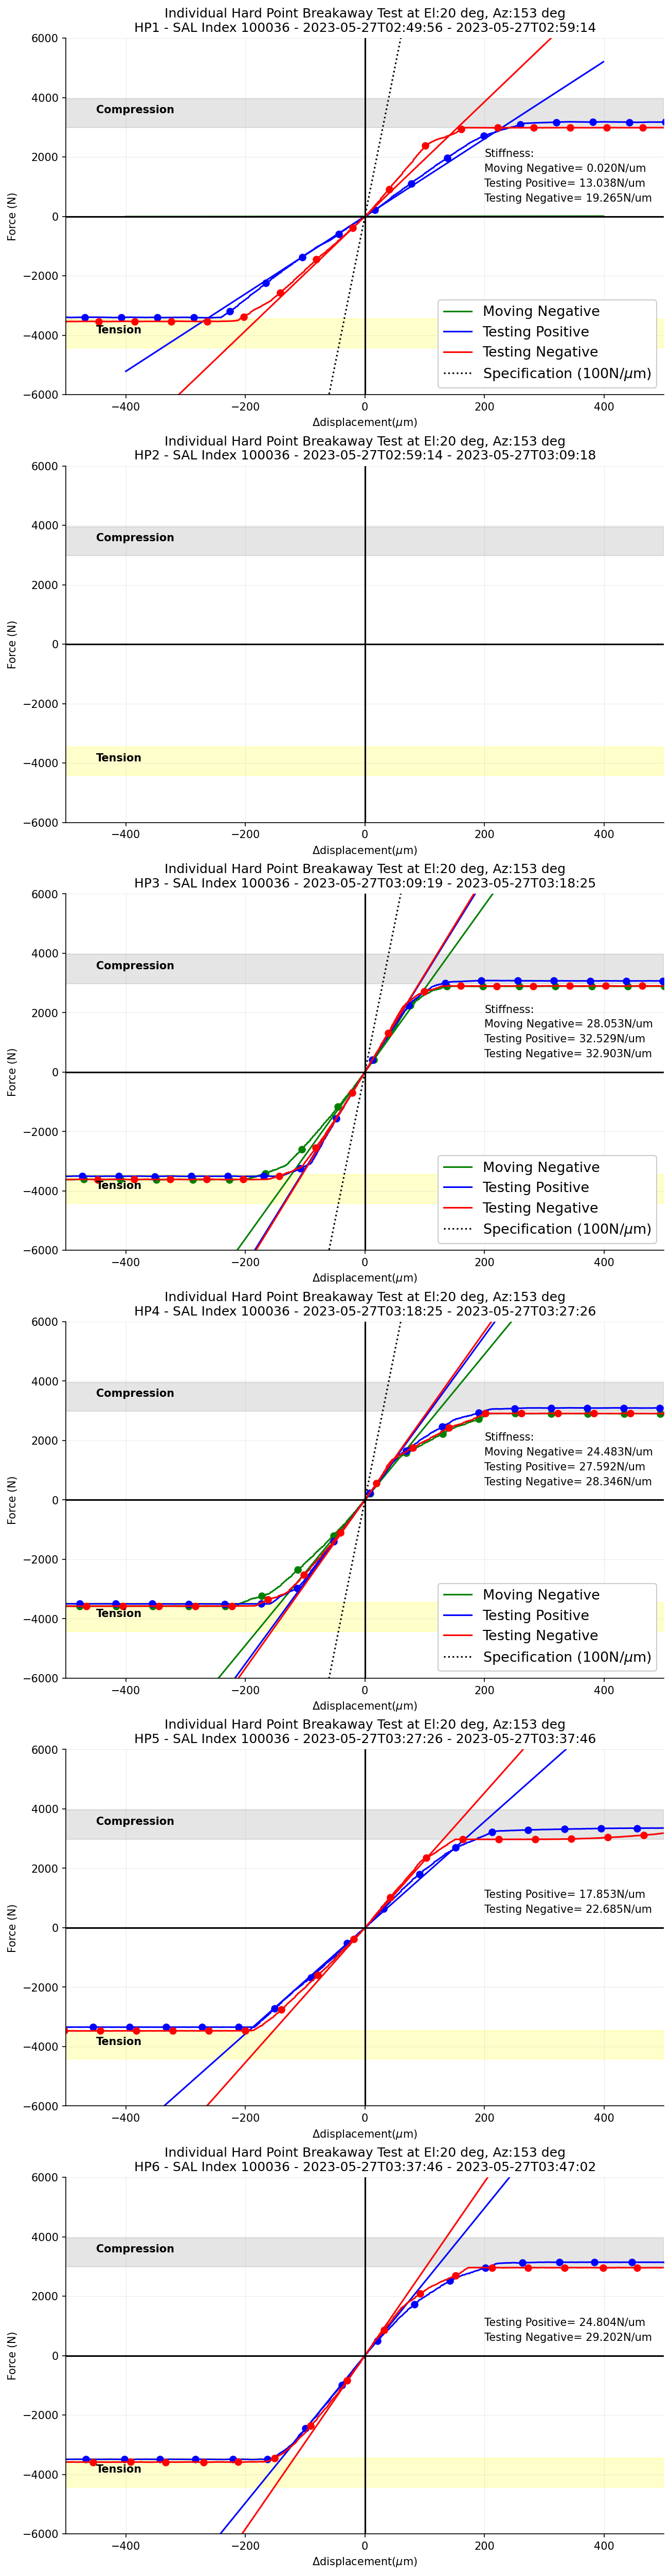 Individual Hard Point Breakaway Test at El:20 deg, Az:153 deg
HP1 - SAL Index 100036 - 2023-05-27T02:49:56 - 2023-05-27T02:59:14
6000
4000
Compression
2000
Stiffness:
Moving Negative= 0.020N/um
Testing Positive= 13.038N/um
Testing Negative= 19.265N/um
0
Force (N)
−2000
−4000
Tension
−6000
Moving Negative
Testing Positive
Testing Negative
Specification (100N/μm)
−400 −200 0 200 400
Δdisplacement(μm)
Individual Hard Point Breakaway Test at El:20 deg, Az:153 deg
HP2 - SAL Index 100036 - 2023-05-27T02:59:14 - 2023-05-27T03:09:18
6000
4000
Compression
2000
0
Force (N)
−2000
−4000
Tension
−6000
−400 −200 0 200 400
Δdisplacement(μm)
Individual Hard Point Breakaway Test at El:20 deg, Az:153 deg
HP3 - SAL Index 100036 - 2023-05-27T03:09:19 - 2023-05-27T03:18:25
6000
4000
Compression
2000
Stiffness:
Moving Negative= 28.053N/um
Testing Positive= 32.529N/um
Testing Negative= 32.903N/um
0
Force (N)
−2000
−4000
Tension
−6000
Moving Negative
Testing Positive
Testing Negative
Specification (100N/μm)
−400 −200 0 200 400
Δdisplacement(μm)
Individual Hard Point Breakaway Test at El:20 deg, Az:153 deg
HP4 - SAL Index 100036 - 2023-05-27T03:18:25 - 2023-05-27T03:27:26
6000
4000
Compression
2000
Stiffness:
Moving Negative= 24.483N/um
Testing Positive= 27.592N/um
Testing Negative= 28.346N/um
0
Force (N)
−2000
−4000
Tension
−6000
Moving Negative
Testing Positive
Testing Negative
Specification (100N/μm)
−400 −200 0 200 400
Δdisplacement(μm)
Individual Hard Point Breakaway Test at El:20 deg, Az:153 deg
HP5 - SAL Index 100036 - 2023-05-27T03:27:26 - 2023-05-27T03:37:46
6000
4000
Compression
2000
Testing Positive= 17.853N/um
Testing Negative= 22.685N/um
0
Force (N)
−2000
−4000
Tension
−6000
−400 −200 0 200 400
Δdisplacement(μm)
Individual Hard Point Breakaway Test at El:20 deg, Az:153 deg
HP6 - SAL Index 100036 - 2023-05-27T03:37:46 - 2023-05-27T03:47:02
6000
4000
Compression
2000
Testing Positive= 24.804N/um
Testing Negative= 29.202N/um
0
Force (N)
−2000
−4000
Tension
−6000
−400 −200 0 200 400
Δdisplacement(μm)